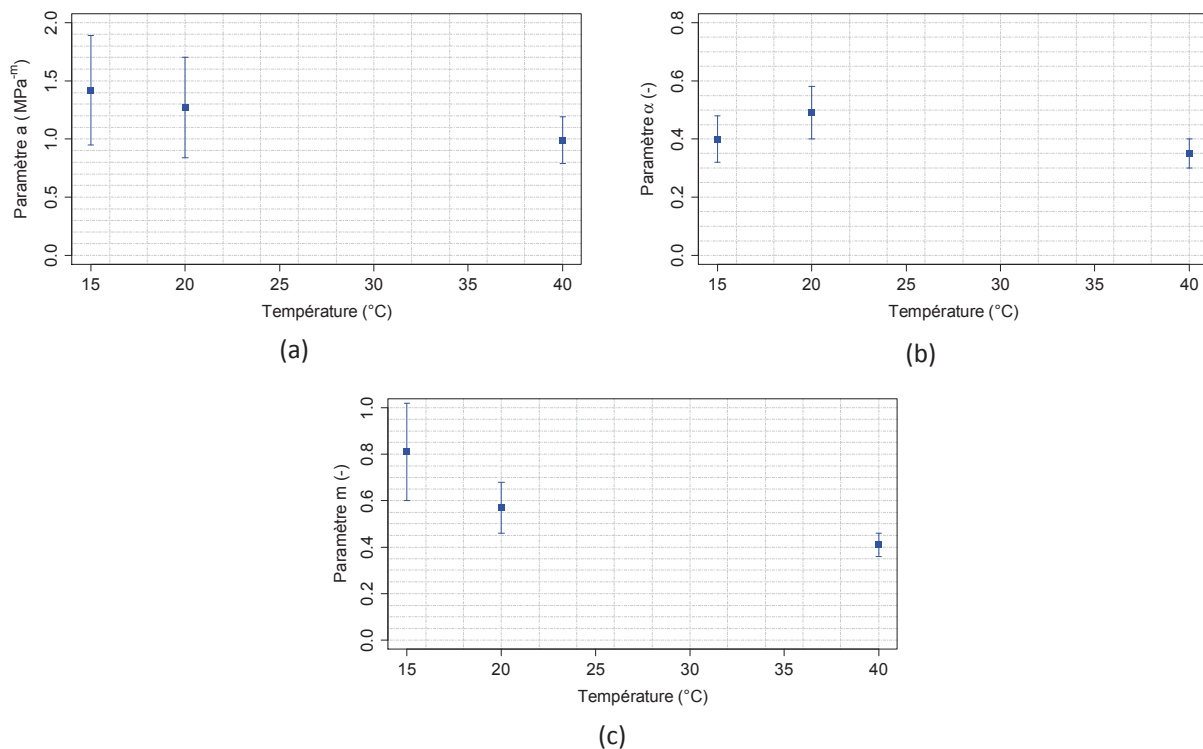 2.0
1.5
1.0
0.5
0.0
Paramètre a ( MPa⁻ᵐ)
15 20 25 30 35 40
Température (°C)
(a)
0.8
0.6
0.4
0.2
0.0
Paramètre α (-)
15 20 25 30 35 40
Température (°C)
(b)
1.0
0.8
0.6
0.4
0.2
0.0
Paramètre m (-)
15 20 25 30 35 40
Température (°C)
(c)